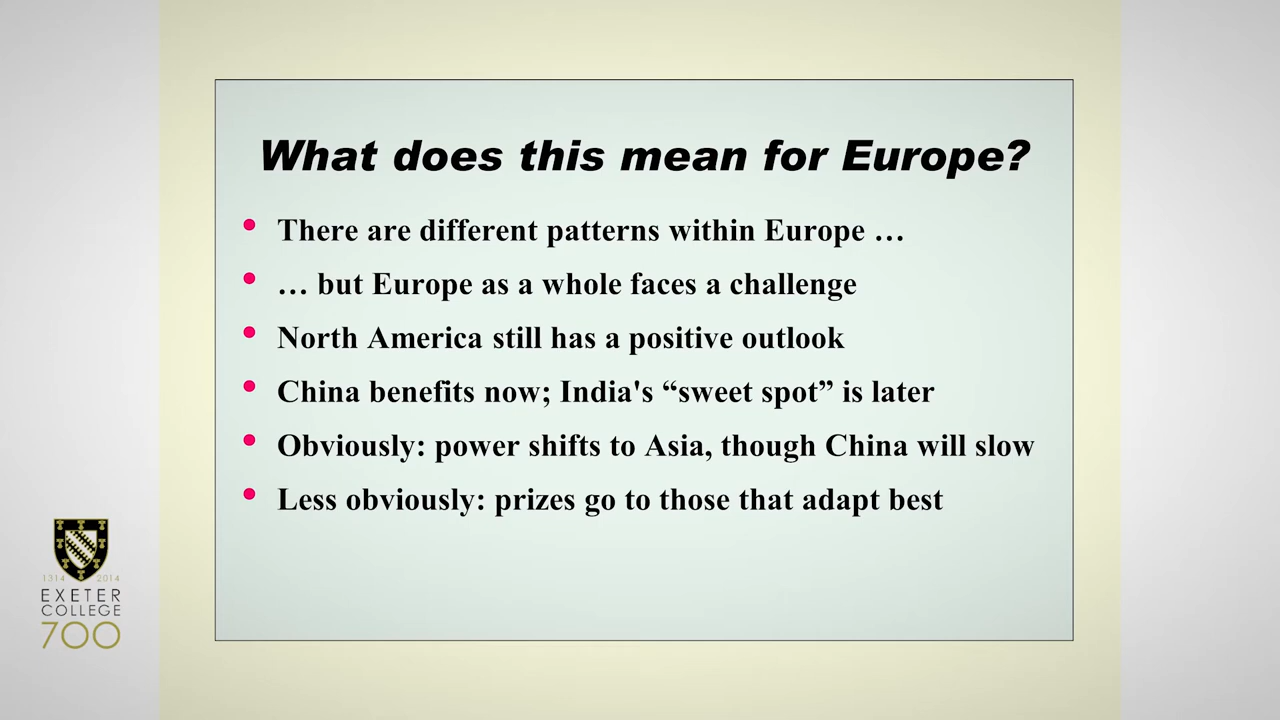 What does this mean for Europe?
• There are different patterns within Europe …
• … but Europe as a whole faces a challenge
• North America still has a positive outlook
• China benefits now; India's “sweet spot” is later
• Obviously: power shifts to Asia, though China will slow
• Less obviously: prizes go to those that adapt best
1314 2014
EXETER
COLLEGE
700